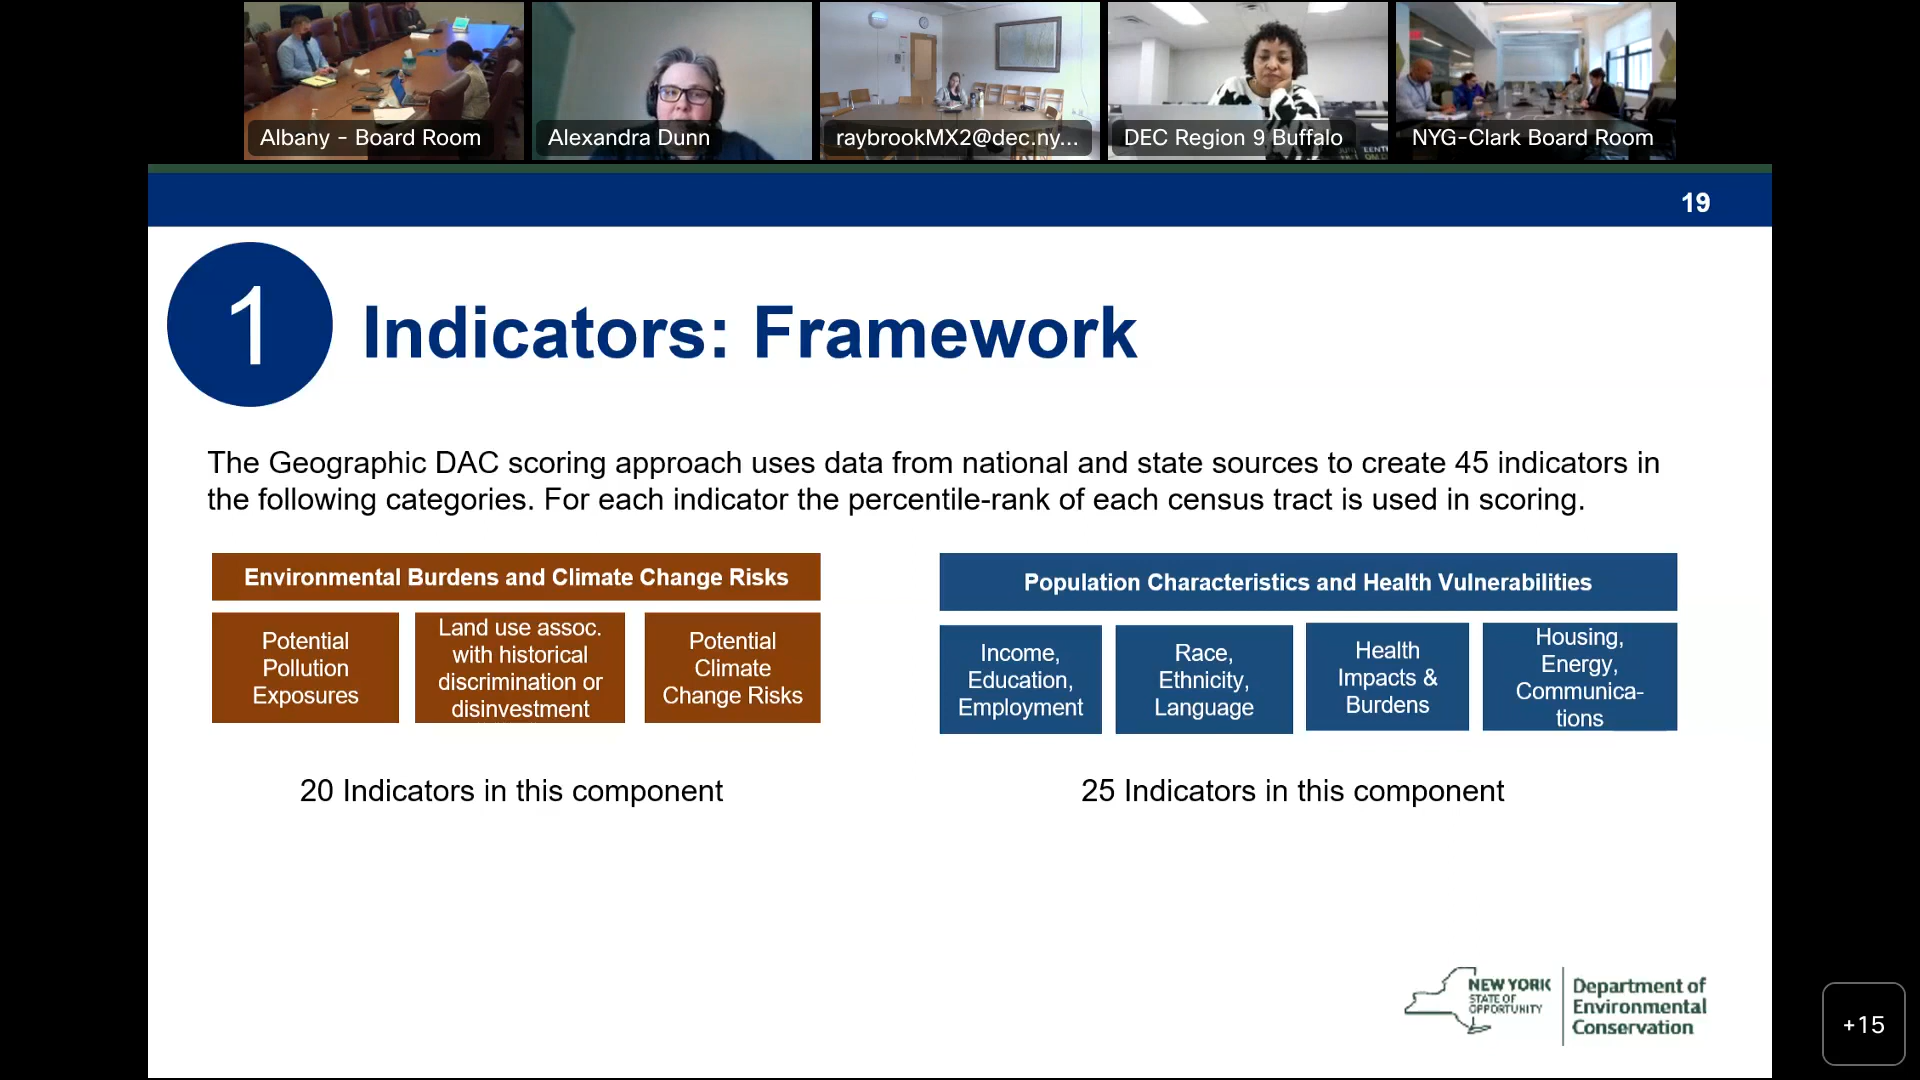 Albany - Board Room
Alexandra Dunn
raybrookMX2@dec.ny...
DEC Region 9 Buffalo
NYG-Clark Board Room
19
1
Indicators: Framework
The Geographic DAC scoring approach uses data from national and state sources to create 45 indicators in
the following categories. For each indicator the percentile-rank of each census tract is used in scoring.
Environmental Burdens and Climate Change Risks
Potential
Pollution
Exposures
Land use assoc.
with historical
discrimination or
disinvestment
Potential
Climate
Change Risks
20 Indicators in this component
Population Characteristics and Health Vulnerabilities
Income,
Education,
Employment
Race,
Ethnicity,
Language
Health
Impacts &
Burdens
Housing,
Energy,
Communica-
tions
25 Indicators in this component
NEW YORK
STATE OF
OPPORTUNITY
Department of
Environmental
Conservation
+15